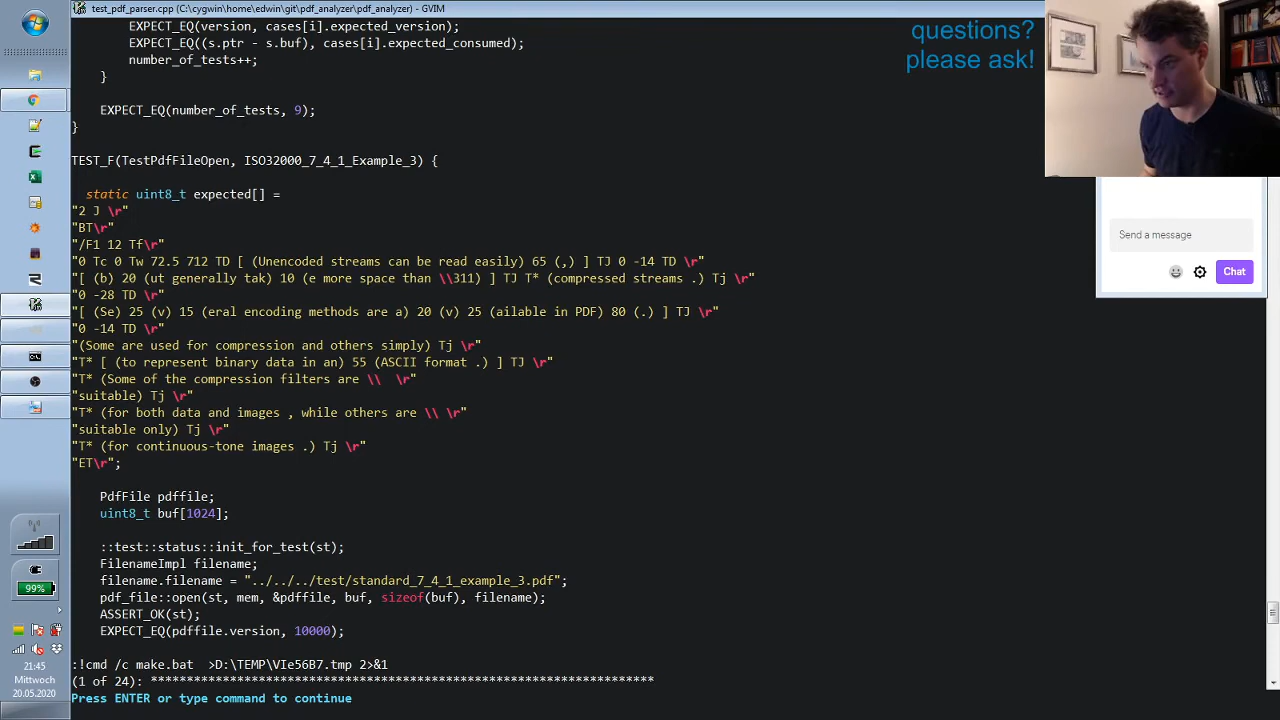 test_pdf_parser.cpp (C:\cygwin\home\edwin\git\pdf_analyzer\pdf_analyzer) - GVIM
EXPECT_EQ(version, cases[i].expected_version);
EXPECT_EQ((s.ptr - s.buf), cases[i].expected_consumed);
number_of_tests++;
}
EXPECT_EQ(number_of_tests, 9);
}
TEST_F(TestPdfFileOpen, ISO32000_7_4_1_Example_3) {
static uint8_t expected[] =
"2 J \r"
"BT\r"
"/F1 12 Tf\r"
"0 Tc 0 Tw 72.5 712 TD [ (Unencoded streams can be read easily) 65 (,) ] TJ 0 -14 TD \r"
"[ (b) 20 (ut generally tak) 10 (e more space than \\311) ] TJ T* (compressed streams .) Tj \r"
"0 -28 TD \r"
"[ (Se) 25 (v) 15 (eral encoding methods are a) 20 (v) 25 (ailable in PDF) 80 (.) ] TJ \r"
"0 -14 TD \r"
"(Some are used for compression and others simply) Tj \r"
"T* [ (to represent binary data in an) 55 (ASCII format .) ] TJ \r"
"T* (Some of the compression filters are \\  \r"
"suitable) Tj \r"
"T* (for both data and images , while others are \\ \r"
"suitable only) Tj \r"
"T* (for continuous-tone images .) Tj \r"
"ET\r";
PdfFile pdffile;
uint8_t buf[1024];
::test::status::init_for_test(st);
FilenameImpl filename;
filename.filename = "../../../test/standard_7_4_1_example_3.pdf";
pdf_file::open(st, mem, &pdffile, buf, sizeof(buf), filename);
ASSERT_OK(st);
EXPECT_EQ(pdffile.version, 10000);
:!cmd /c make.bat  >D:\TEMP\VIe56B7.tmp 2>&1
(1 of 24): **********************************************************************
Press ENTER or type command to continue
questions?
please ask!
Send a message
Chat
99%
21:45
Mittwoch
20.05.2020